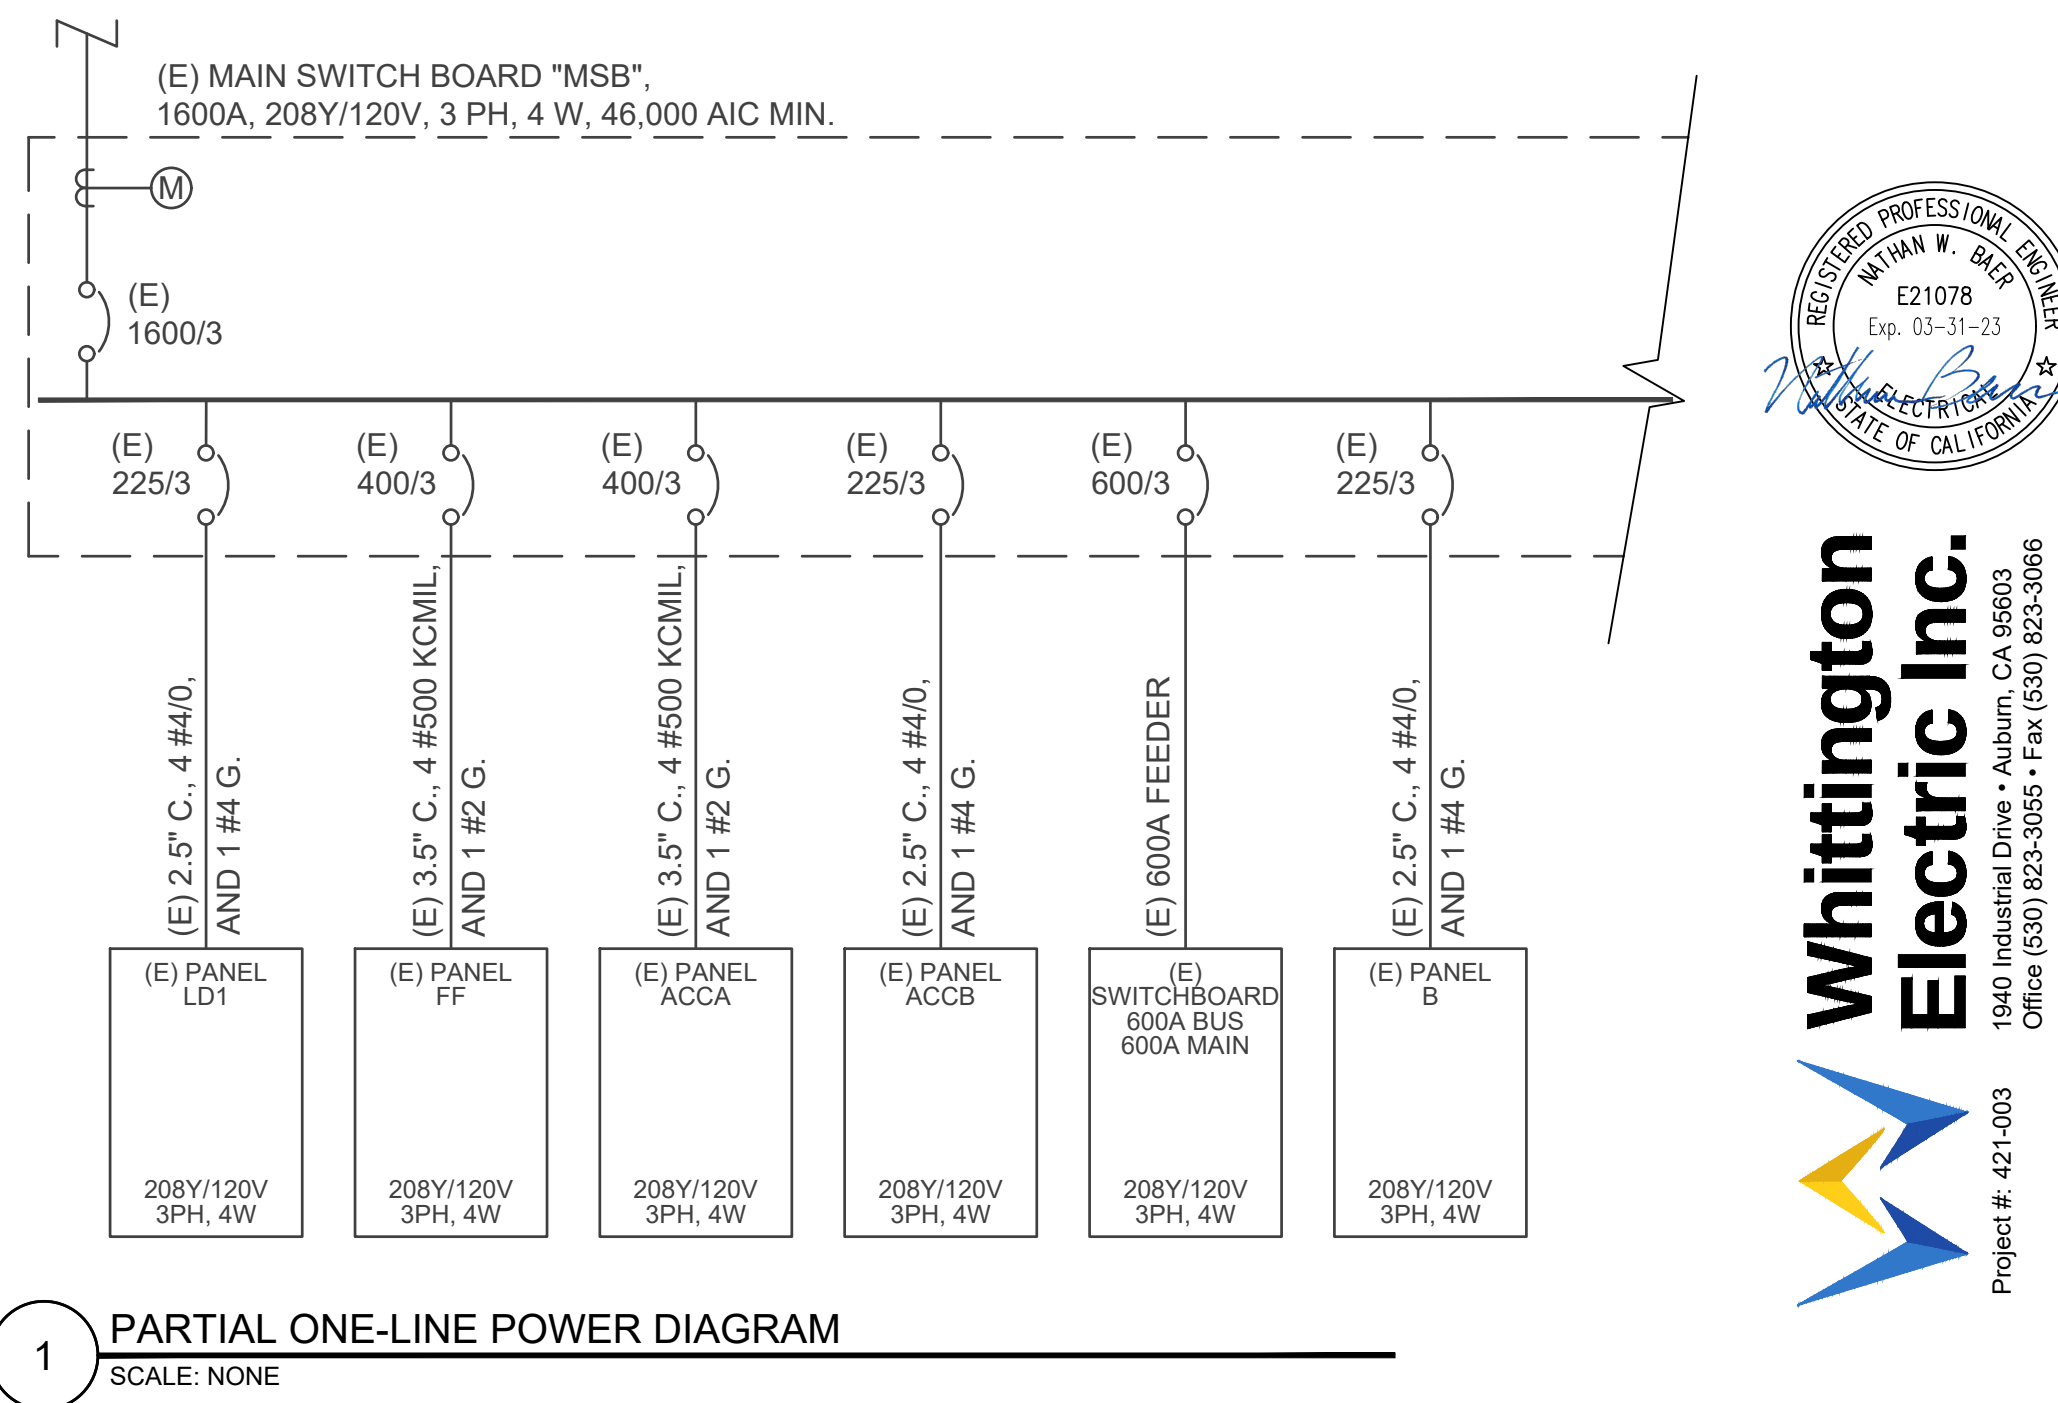 (E) MAIN SWITCH BOARD "MSB",
1600A, 208Y/120V, 3 PH, 4 W, 46,000 AIC MIN.
M
(E)
1600/3
(E)
225/3
(E)
400/3
(E)
400/3
(E)
225/3
(E)
600/3
(E)
225/3
(E) 2.5" C., 4 #4/0,
AND 1 #4 G.
(E) 3.5" C., 4 #500 KCMIL,
AND 1 #2 G.
(E) 3.5" C., 4 #500 KCMIL,
AND 1 #2 G.
(E) 2.5" C., 4 #4/0,
AND 1 #4 G.
(E) 600A FEEDER
(E) 2.5" C., 4 #4/0,
AND 1 #4 G.
(E) PANEL
LD1
208Y/120V
3PH, 4W
(E) PANEL
FF
208Y/120V
3PH, 4W
(E) PANEL
ACCA
208Y/120V
3PH, 4W
(E) PANEL
ACCB
208Y/120V
3PH, 4W
(E)
SWITCHBOARD
600A BUS
600A MAIN
208Y/120V
3PH, 4W
(E) PANEL
B
208Y/120V
3PH, 4W
1
PARTIAL ONE-LINE POWER DIAGRAM
SCALE: NONE
REGISTERED PROFESSIONAL ENGINEER
NATHAN W. BAER
E21078
Exp. 03-31-23
ELECTRICAL
STATE OF CALIFORNIA
Nathan Baer
Whittington
Electric Inc.
1940 Industrial Drive • Auburn, CA 95603
Office (530) 823-3055 • Fax (530) 823-3066
Project #: 421-003